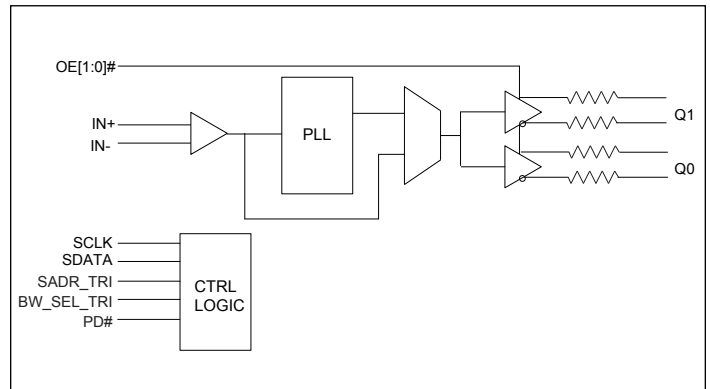 OE[1:0]#
IN+
IN-
PLL
Q1
Q0
SCLK
SDATA
SADR_TRI
BW_SEL_TRI
PD#
CTRL
LOGIC